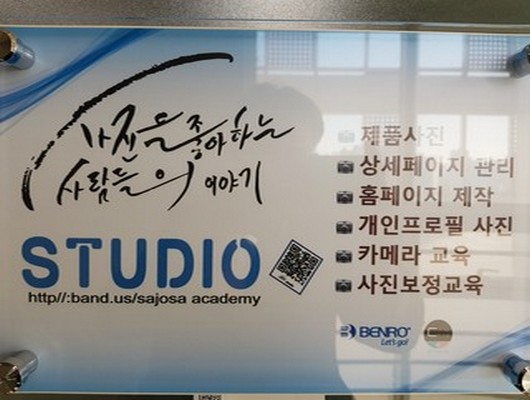 사진을 좋아하는
사람들의 이야기
STUDIO
http//:band.us/sajosa academy
제품사진
상세페이지 관리
홈페이지 제작
개인프로필 사진
카메라 교육
사진보정교육
BENRO
Let's go!